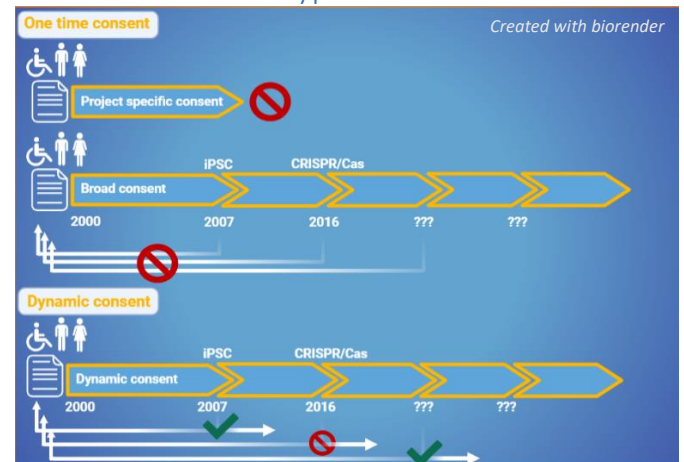 One time consent
Created with biorender
Project specific consent
iPSC
CRISPR/Cas
Broad consent
2000
2007
2016
???
???
Dynamic consent
iPSC
CRISPR/Cas
Dynamic consent
2000
2007
2016
???
???